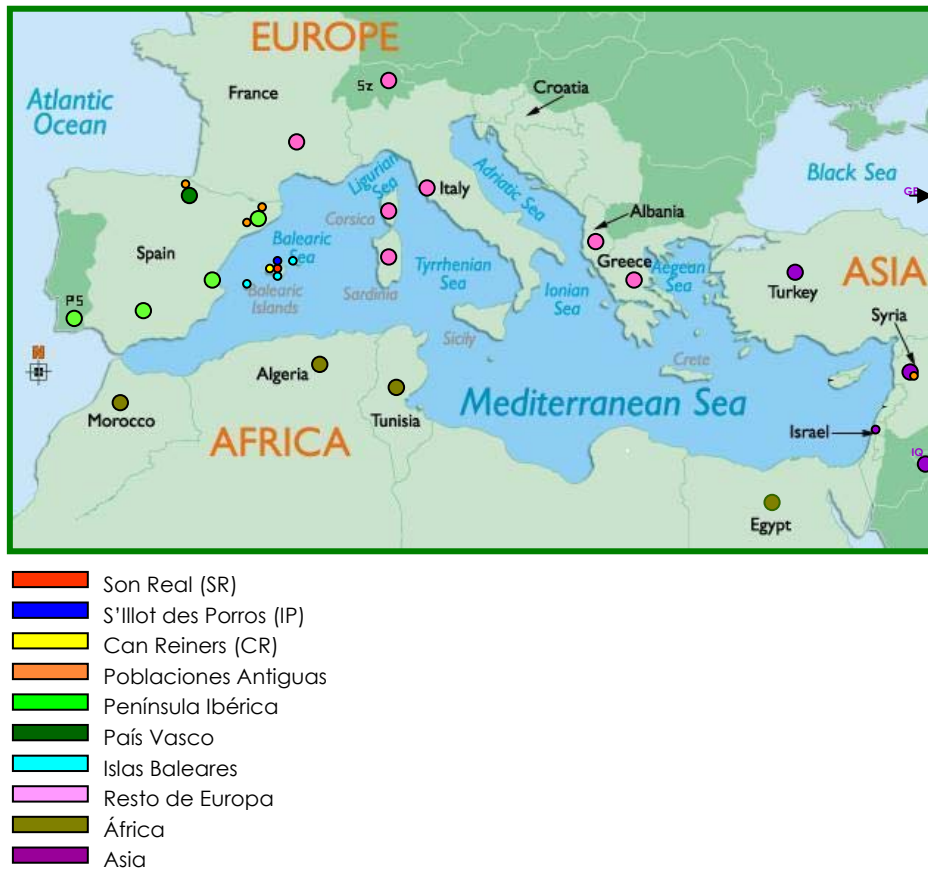 EUROPE
Sz
Croatia
France
Atlantic
Ocean
Black Sea
GE
Ligurian
Sea
Italy
Adriatic Sea
Corsica
Albania
Spain
Balearic
Sea
Greece
Aegean
Sea
ASIA
Tyrrhenian
Sea
Turkey
Balearic
Islands
Sardinia
Ionian
Sea
PS
Syria
Sicily
N
Crete
Algeria
Mediterranean Sea
Morocco
Tunisia
AFRICA
Israel
IQ
Egypt
Son Real (SR)
S'Illot des Porros (IP)
Can Reiners (CR)
Poblaciones Antiguas
Península Ibérica
País Vasco
Islas Baleares
Resto de Europa
África
Asia